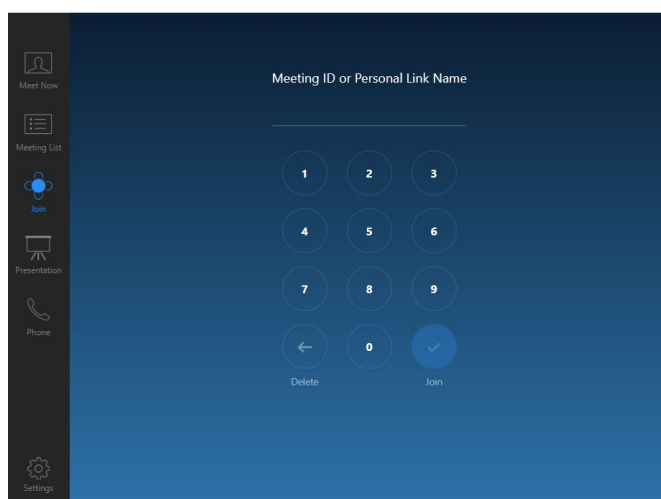 Meet Now
Meeting List
Join
Presentation
Phone
Settings
Meeting ID or Personal Link Name
1 2 3
4 5 6
7 8 9
0
Delete Join